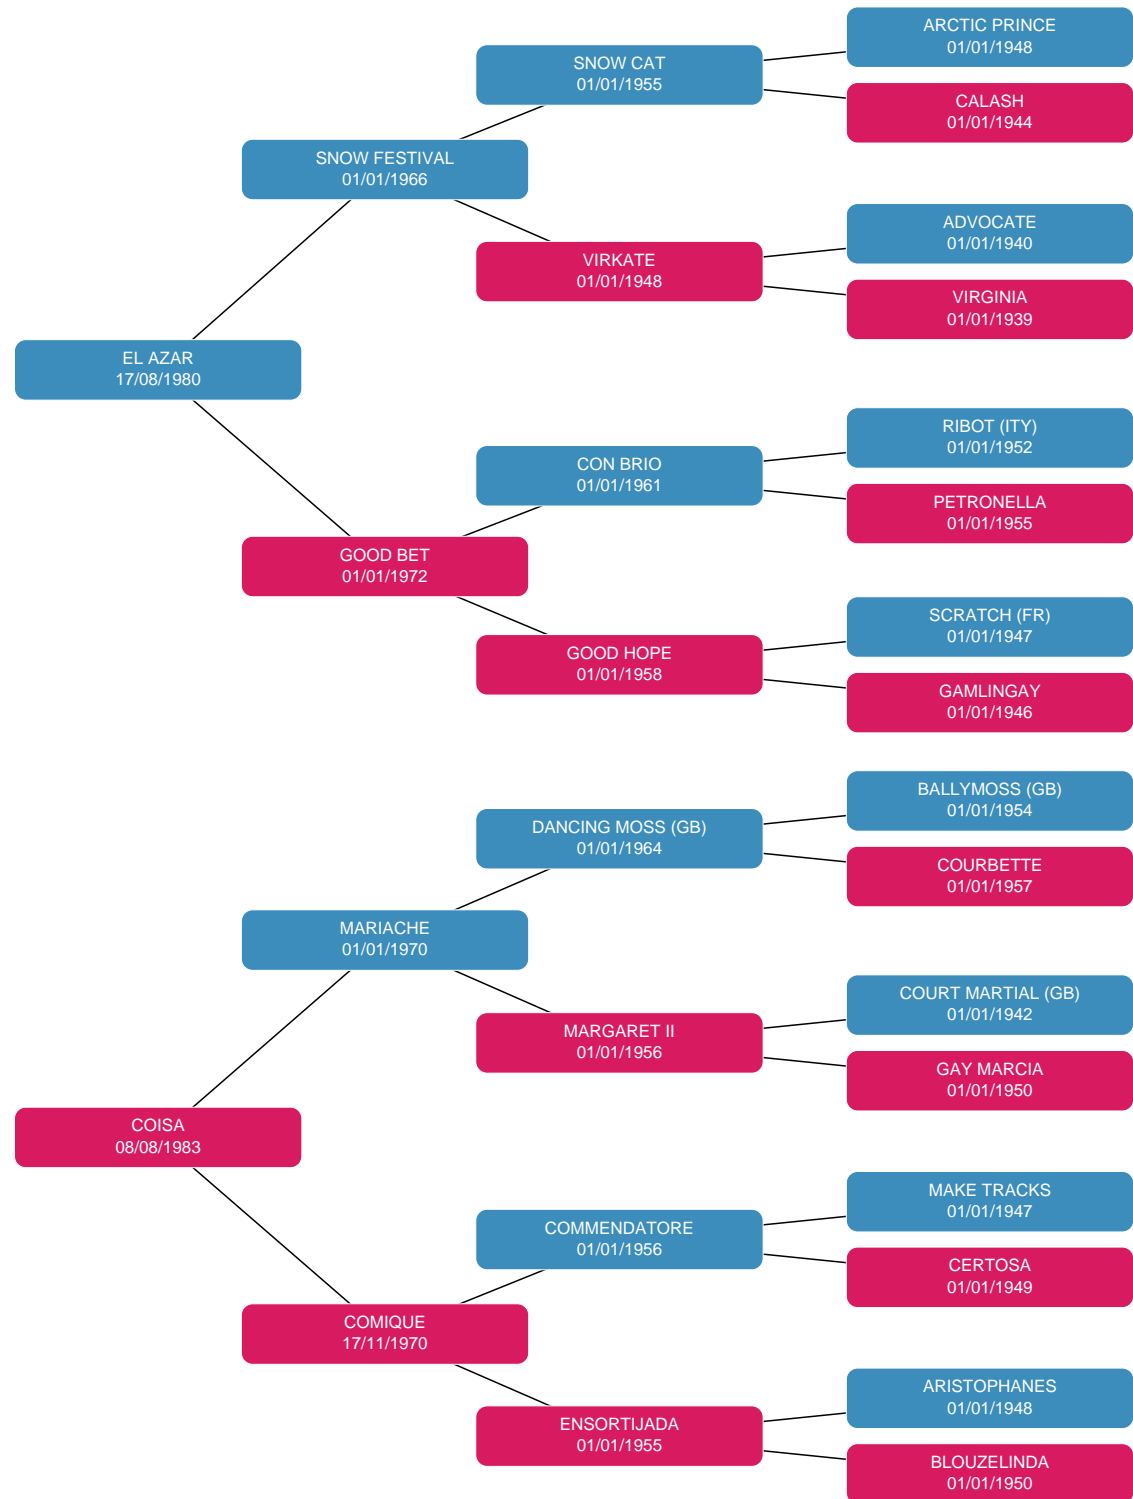 ARCTIC PRINCE
01/01/1948
SNOW CAT
01/01/1955
CALASH
01/01/1944
SNOW FESTIVAL
01/01/1966
ADVOCATE
01/01/1940
VIRKATE
01/01/1948
VIRGINIA
01/01/1939
EL AZAR
17/08/1980
RIBOT (ITY)
01/01/1952
CON BRIO
01/01/1961
PETRONELLA
01/01/1955
GOOD BET
01/01/1972
SCRATCH (FR)
01/01/1947
GOOD HOPE
01/01/1958
GAMLINGAY
01/01/1946
BALLYMOSS (GB)
01/01/1954
DANCING MOSS (GB)
01/01/1964
COURBETTE
01/01/1957
MARIACHE
01/01/1970
COURT MARTIAL (GB)
01/01/1942
MARGARET II
01/01/1956
GAY MARCIA
01/01/1950
COISA
08/08/1983
MAKE TRACKS
01/01/1947
COMMENDATORE
01/01/1956
CERTOSA
01/01/1949
COMIQUE
17/11/1970
ARISTOPHANES
01/01/1948
ENSORTIJADA
01/01/1955
BLOUZELINDA
01/01/1950